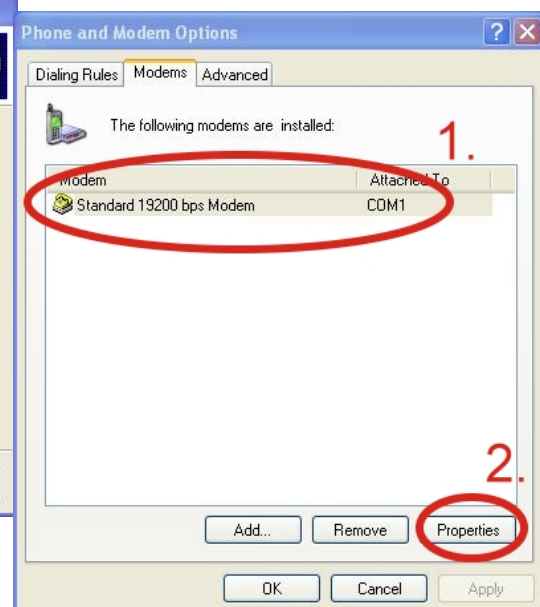 Phone and Modem Options
Dialing Rules Modems Advanced
The following modems are installed:
1.
Modem Attached To
Standard 19200 bps Modem COM1
2.
Add... Remove Properties
OK Cancel Apply